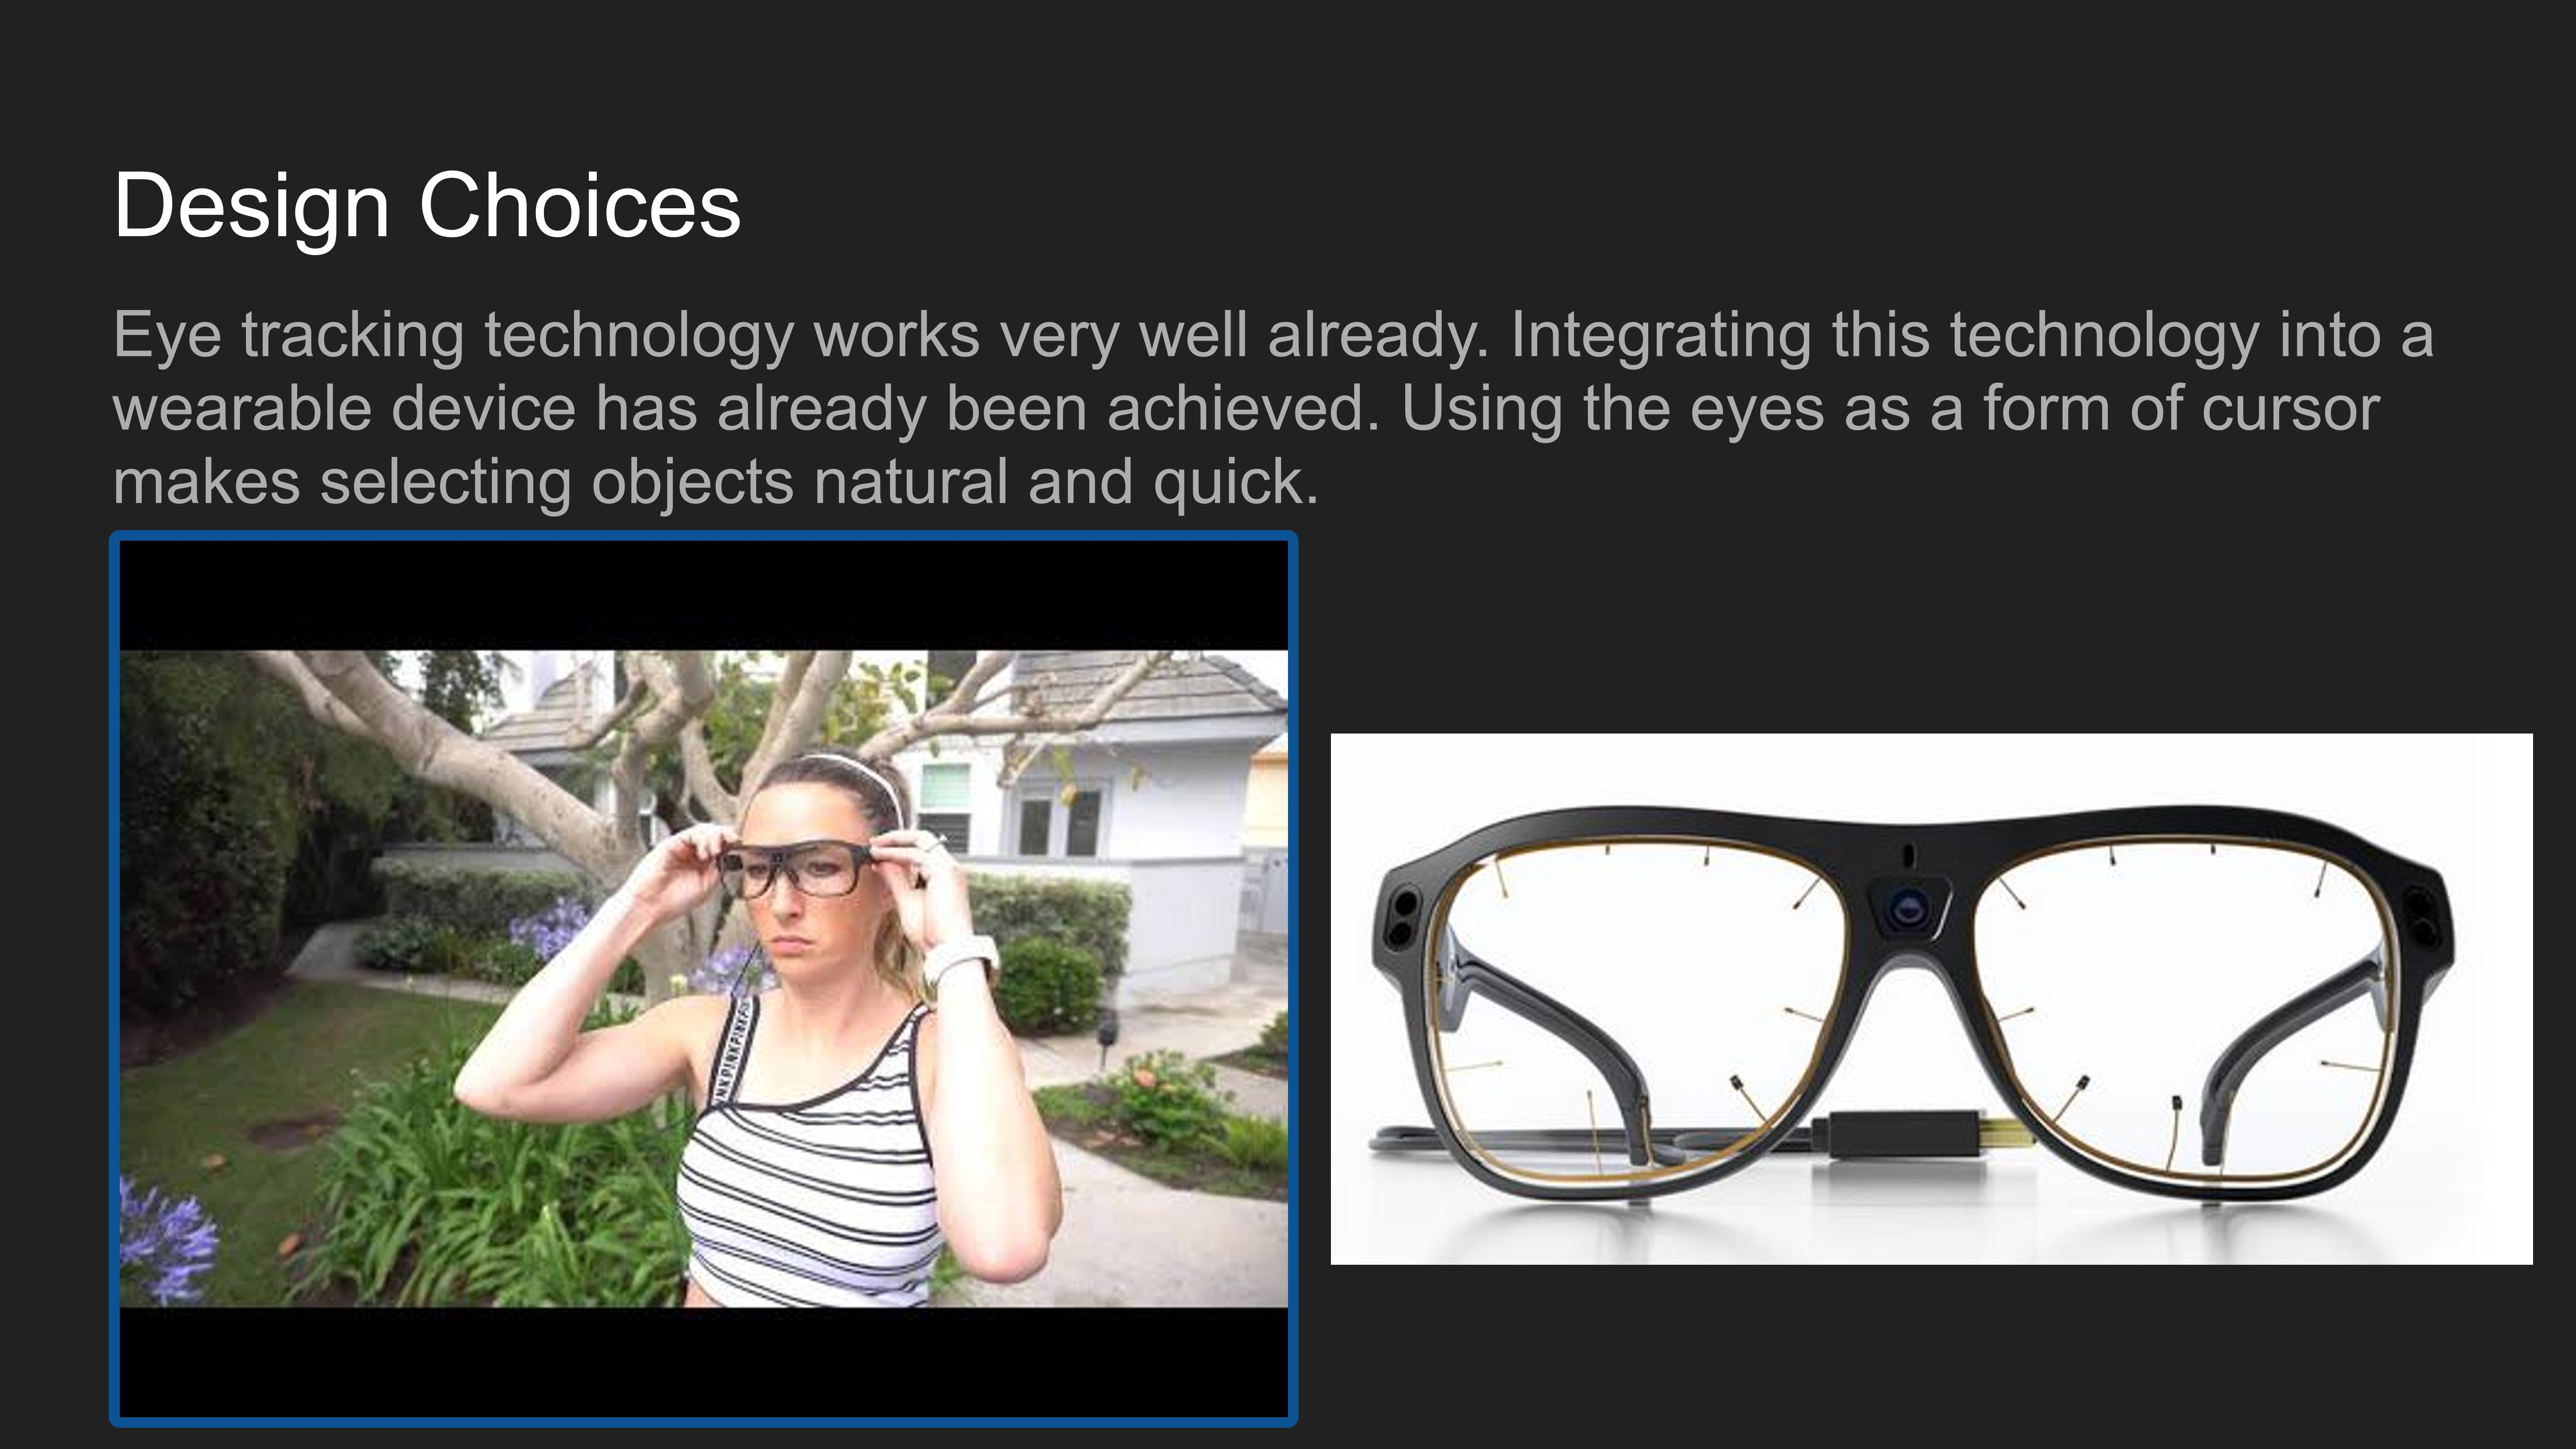 Design Choices
Eye tracking technology works very well already. Integrating this technology into a
wearable device has already been achieved. Using the eyes as a form of cursor
makes selecting objects natural and quick.